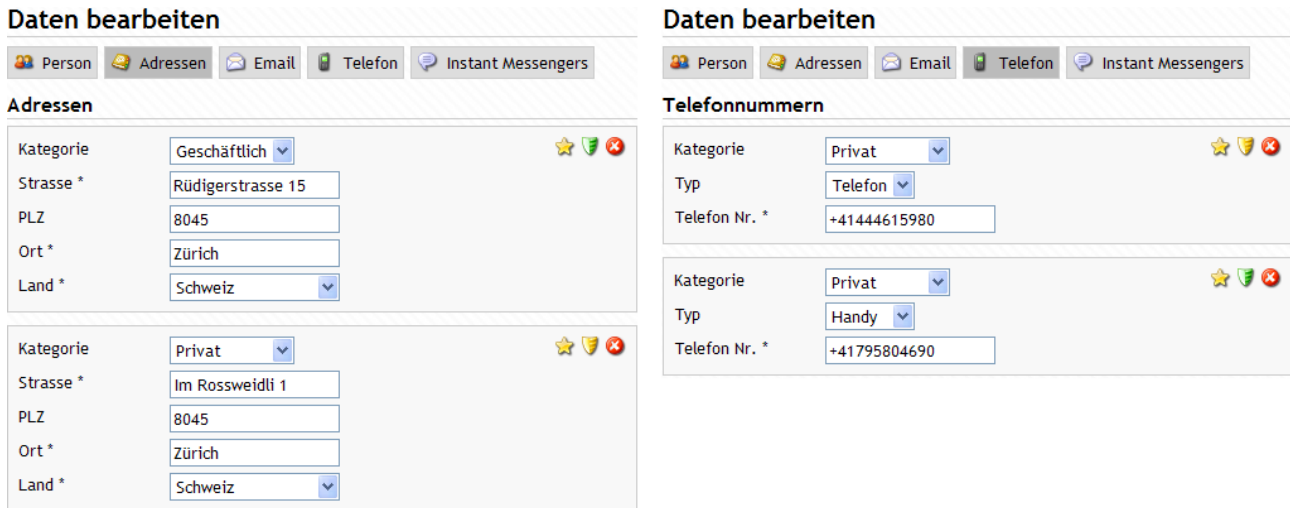 Daten bearbeiten
Person Adressen Email Telefon Instant Messengers
Adressen
Kategorie Geschäftlich
Strasse * Rüdigerstrasse 15
PLZ 8045
Ort * Zürich
Land * Schweiz
Kategorie Privat
Strasse * Im Rossweidli 1
PLZ 8045
Ort * Zürich
Land * Schweiz
Daten bearbeiten
Person Adressen Email Telefon Instant Messengers
Telefonnummern
Kategorie Privat
Typ Telefon
Telefon Nr. * +41444615980
Kategorie Privat
Typ Handy
Telefon Nr. * +41795804690